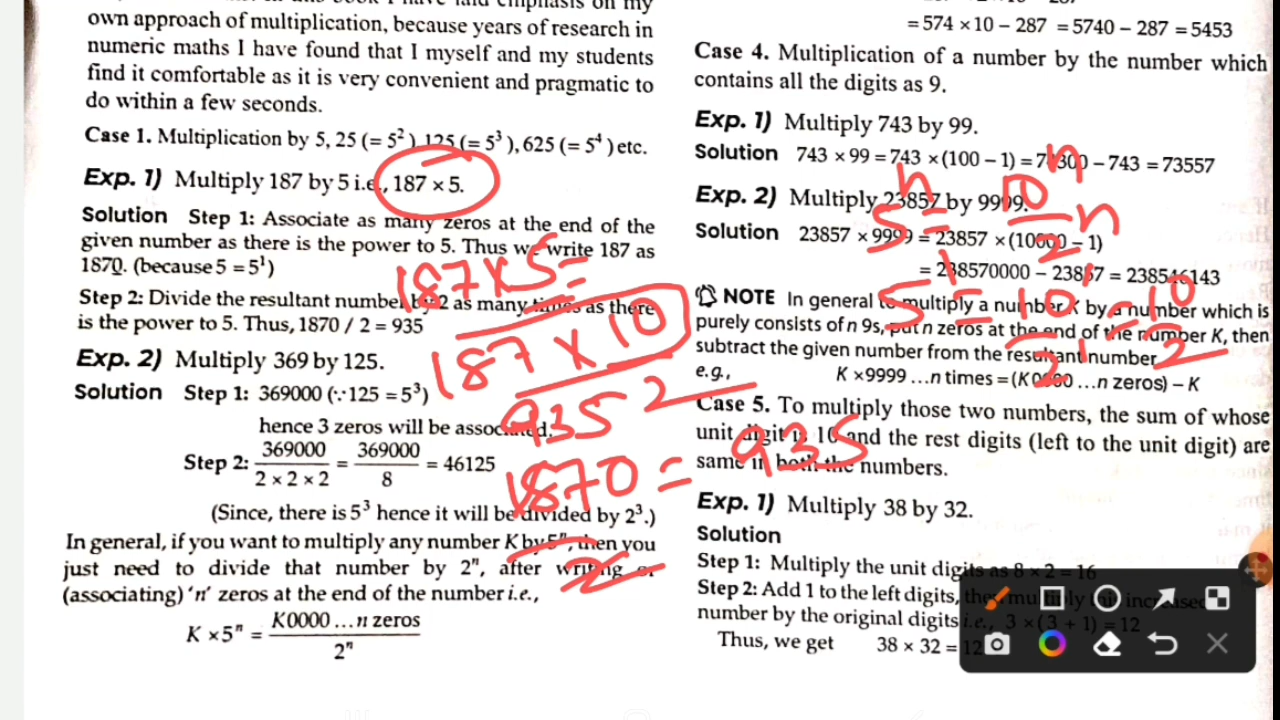 own approach of multiplication, because years of research in
numeric maths I have found that I myself and my students
find it comfortable as it is very convenient and pragmatic to
do within a few seconds.
Case 1. Multiplication by 5, 25 (= 5²), 125 (= 5³), 625 (= 5⁴) etc.
Exp. 1) Multiply 187 by 5 i.e., 187 × 5.
Solution Step 1: Associate as many zeros at the end of the
given number as there is the power to 5. Thus we write 187 as
1870. (because 5 = 5¹)
Step 2: Divide the resultant number by 2 as many times as there
is the power to 5. Thus, 1870 / 2 = 935
Exp. 2) Multiply 369 by 125.
Solution Step 1: 369000 (∵ 125 = 5³)
hence 3 zeros will be associated.
Step 2: 369000 / 2 × 2 × 2 = 369000 / 8 = 46125
(Since, there is 5³ hence it will be divided by 2³.)
In general, if you want to multiply any number K by 5ⁿ, then you
just need to divide that number by 2ⁿ, after writing or
(associating) 'n' zeros at the end of the number i.e.,
K × 5ⁿ = K0000 ... n zeros / 2ⁿ
= 574 × 10 − 287 = 5740 − 287 = 5453
Case 4. Multiplication of a number by the number which
contains all the digits as 9.
Exp. 1) Multiply 743 by 99.
Solution 743 × 99 = 743 × (100 − 1) = 74300 − 743 = 73557
Exp. 2) Multiply 23857 by 9999.
Solution 23857 × 9999 = 23857 × (10000 − 1)
= 238570000 − 23857 = 238546143
NOTE In general to multiply a number K by a number which is
purely consists of n 9s, put n zeros at the end of the number K, then
subtract the given number from the resultant number
e.g., K × 9999 ... n times = (K0000 ... n zeros) − K
Case 5. To multiply those two numbers, the sum of whose
unit digit is 10 and the rest digits (left to the unit digit) are
same in both the numbers.
Exp. 1) Multiply 38 by 32.
Solution
Step 1: Multiply the unit digits as 8 × 2 = 16
Step 2: Add 1 to the left digits, then multiply this increased
number by the original digits i.e., 3 × (3 + 1) = 12
Thus, we get 38 × 32 = 12
187 × 5 =
187 × 10
2
935
1870 = 935
2
5ⁿ = 10ⁿ
2ⁿ
5¹ = 10¹ = 10
2¹ 2